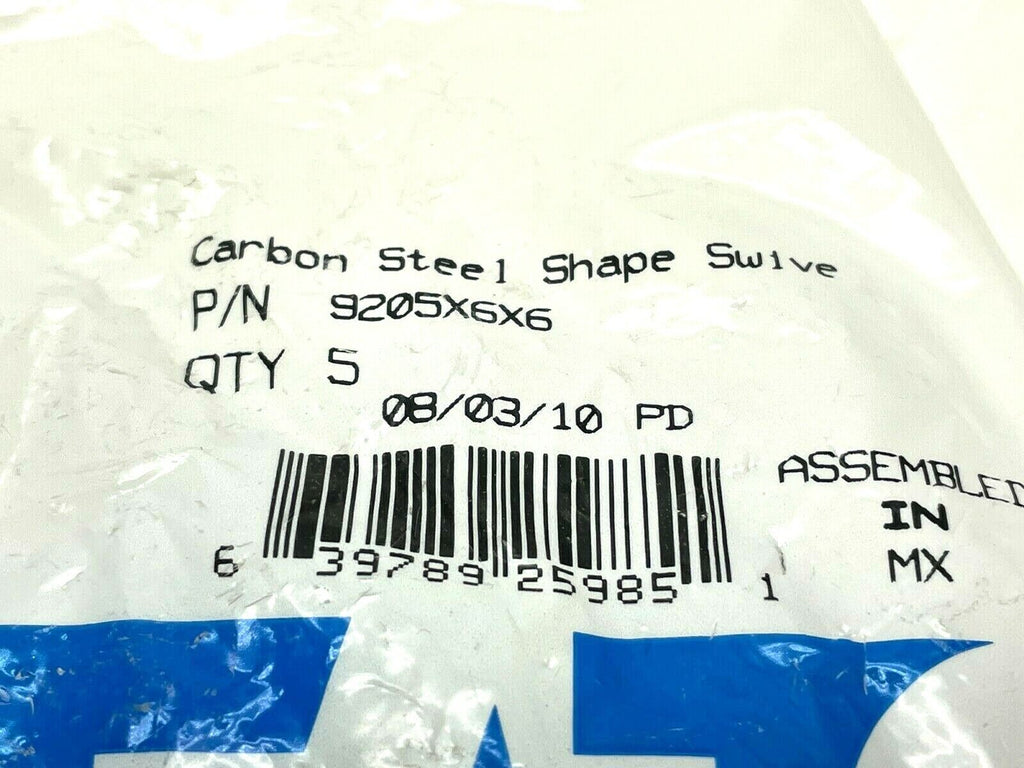 Carbon Steel Shape Swive
P/N 9205X6X6
QTY 5
08/03/10 PD
6 39789 25985 1
ASSEMBLED
IN
MX